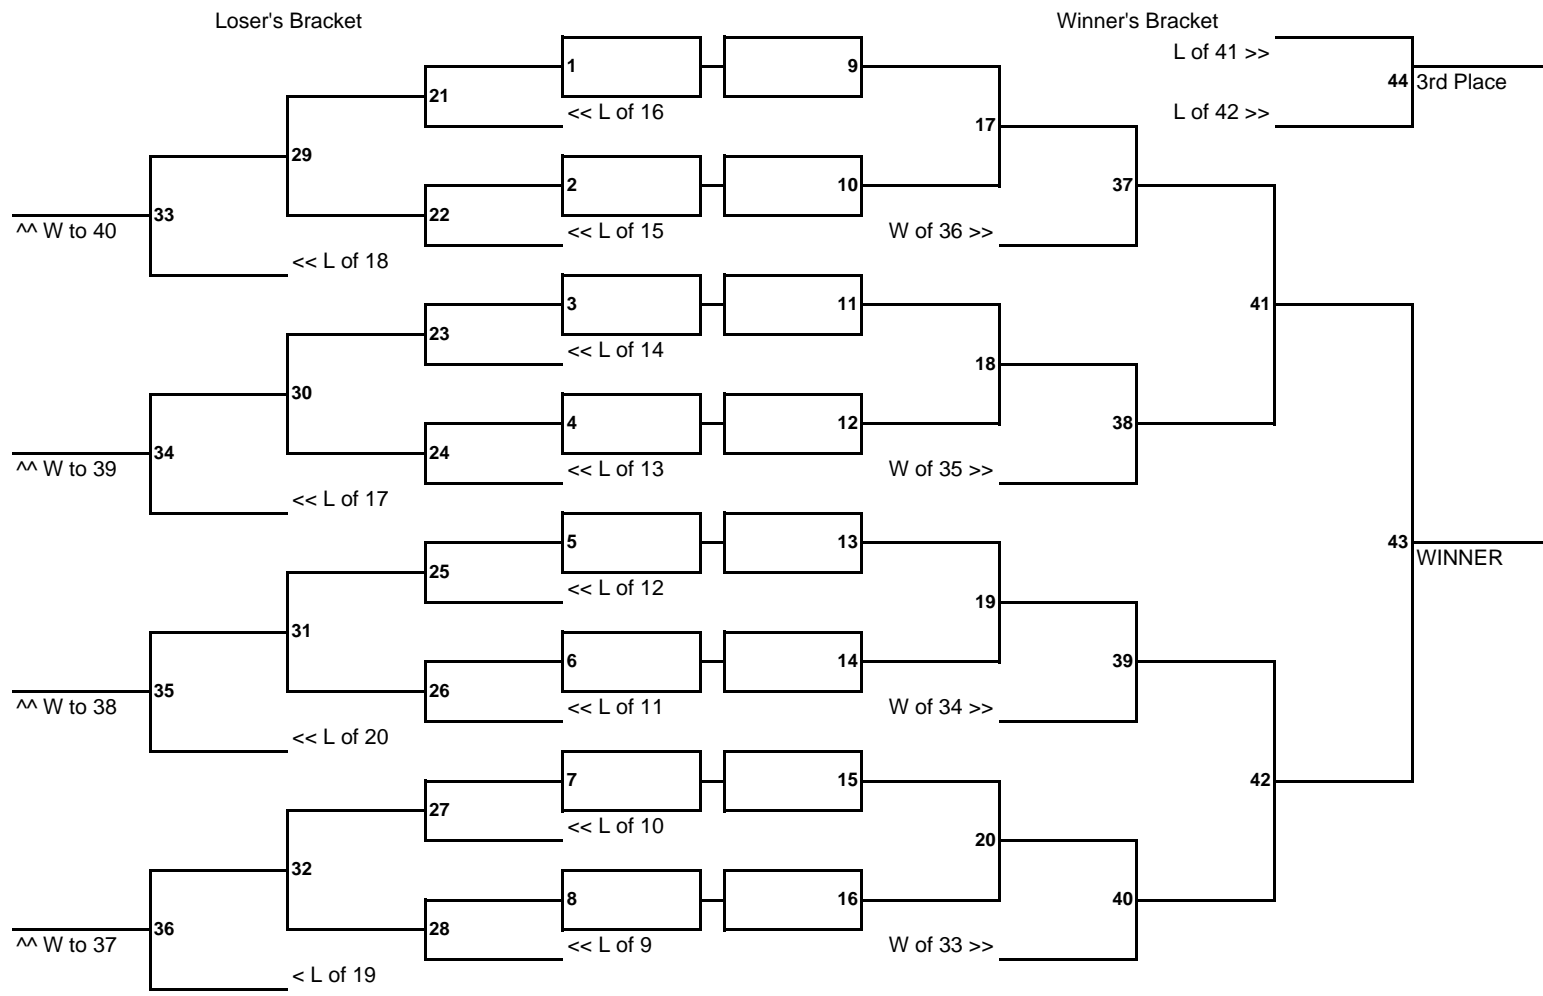 Loser's Bracket
Winner's Bracket
L of 41 >>
1
9
44 3rd Place
21
<< L of 16
L of 42 >>
17
29
2
10
37
33
22
^^ W to 40
<< L of 15
W of 36 >>
<< L of 18
3
11
41
23
<< L of 14
18
30
4
12
38
34
24
^^ W to 39
<< L of 13
W of 35 >>
<< L of 17
5
13
43
WINNER
25
<< L of 12
19
31
6
14
39
35
26
^^ W to 38
<< L of 11
W of 34 >>
<< L of 20
7
15
42
27
<< L of 10
20
32
8
16
40
36
28
^^ W to 37
<< L of 9
W of 33 >>
< L of 19